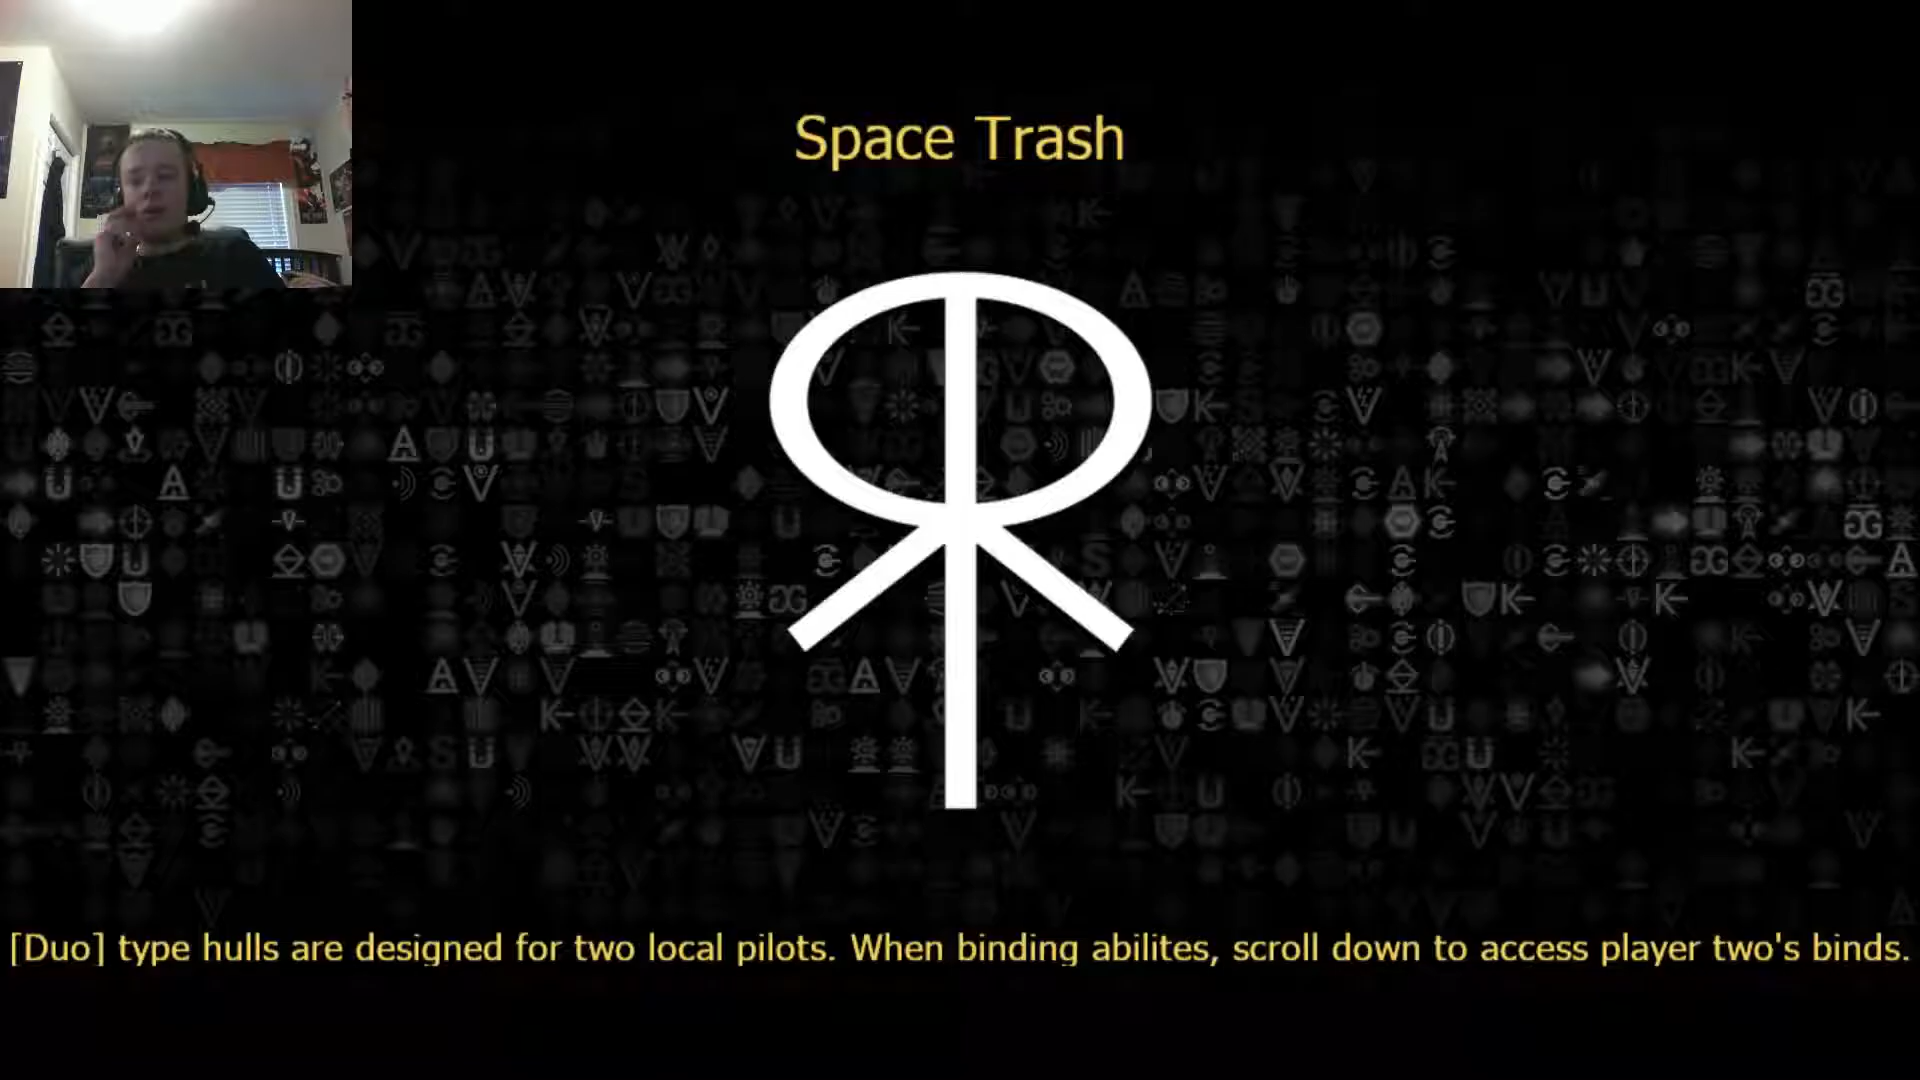 Space Trash
[Duo] type hulls are designed for two local pilots. When binding abilites, scroll down to access player two's binds.